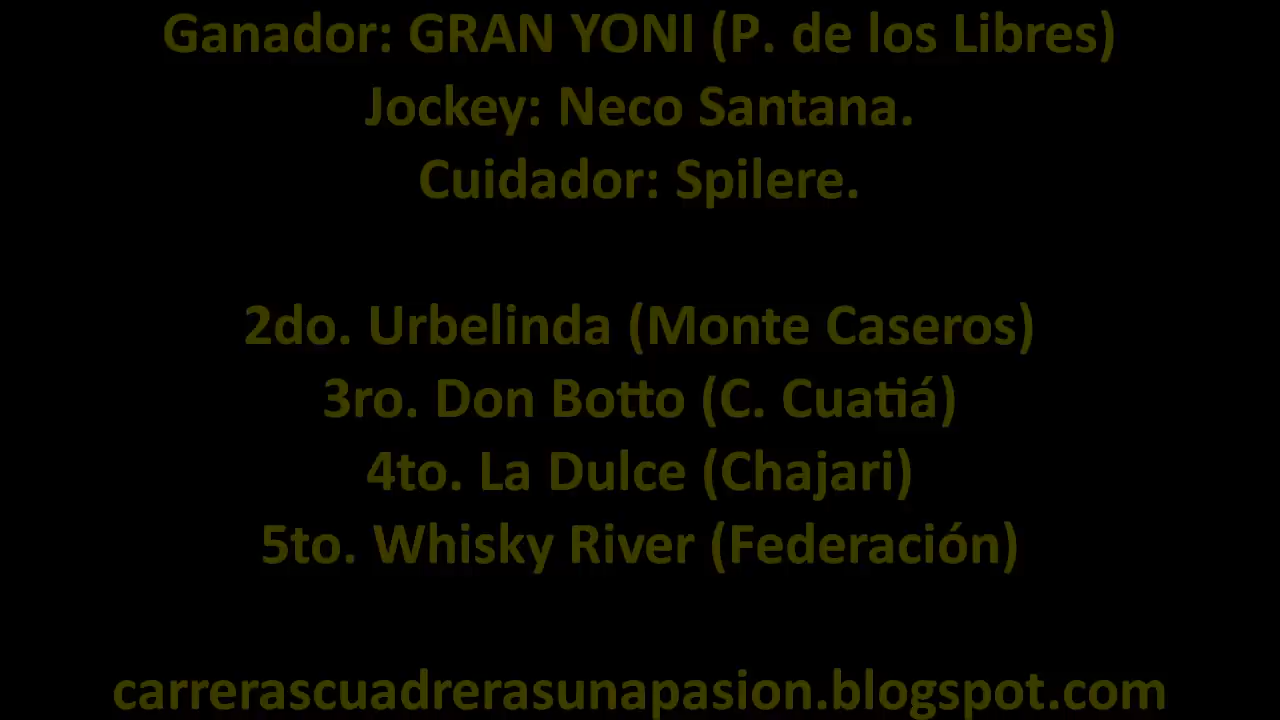 Ganador: GRAN YONI (P. de los Libres)
Jockey: Neco Santana.
Cuidador: Spilere.
2do. Urbelinda (Monte Caseros)
3ro. Don Botto (C. Cuatiá)
4to. La Dulce (Chajari)
5to. Whisky River (Federación)
carrerascuadrerasunapasion.blogspot.com